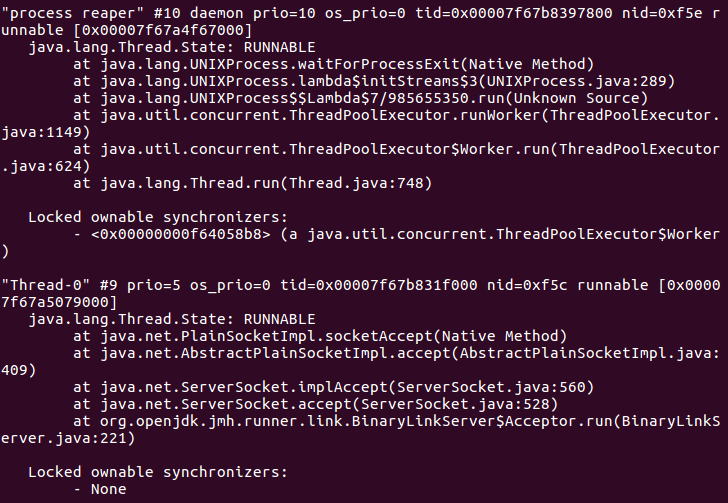 "process reaper" #10 daemon prio=10 os_prio=0 tid=0x00007f67b8397800 nid=0xf5e r
unnable [0x00007f67a4f67000]
   java.lang.Thread.State: RUNNABLE
        at java.lang.UNIXProcess.waitForProcessExit(Native Method)
        at java.lang.UNIXProcess.lambda$initStreams$3(UNIXProcess.java:289)
        at java.lang.UNIXProcess$$Lambda$7/985655350.run(Unknown Source)
        at java.util.concurrent.ThreadPoolExecutor.runWorker(ThreadPoolExecutor.
java:1149)
        at java.util.concurrent.ThreadPoolExecutor$Worker.run(ThreadPoolExecutor
.java:624)
        at java.lang.Thread.run(Thread.java:748)

   Locked ownable synchronizers:
        - <0x00000000f64058b8> (a java.util.concurrent.ThreadPoolExecutor$Worker
)

"Thread-0" #9 prio=5 os_prio=0 tid=0x00007f67b831f000 nid=0xf5c runnable [0x0000
7f67a5079000]
   java.lang.Thread.State: RUNNABLE
        at java.net.PlainSocketImpl.socketAccept(Native Method)
        at java.net.AbstractPlainSocketImpl.accept(AbstractPlainSocketImpl.java:
409)
        at java.net.ServerSocket.implAccept(ServerSocket.java:560)
        at java.net.ServerSocket.accept(ServerSocket.java:528)
        at org.openjdk.jmh.runner.link.BinaryLinkServer$Acceptor.run(BinaryLinkS
erver.java:221)

   Locked ownable synchronizers:
        - None